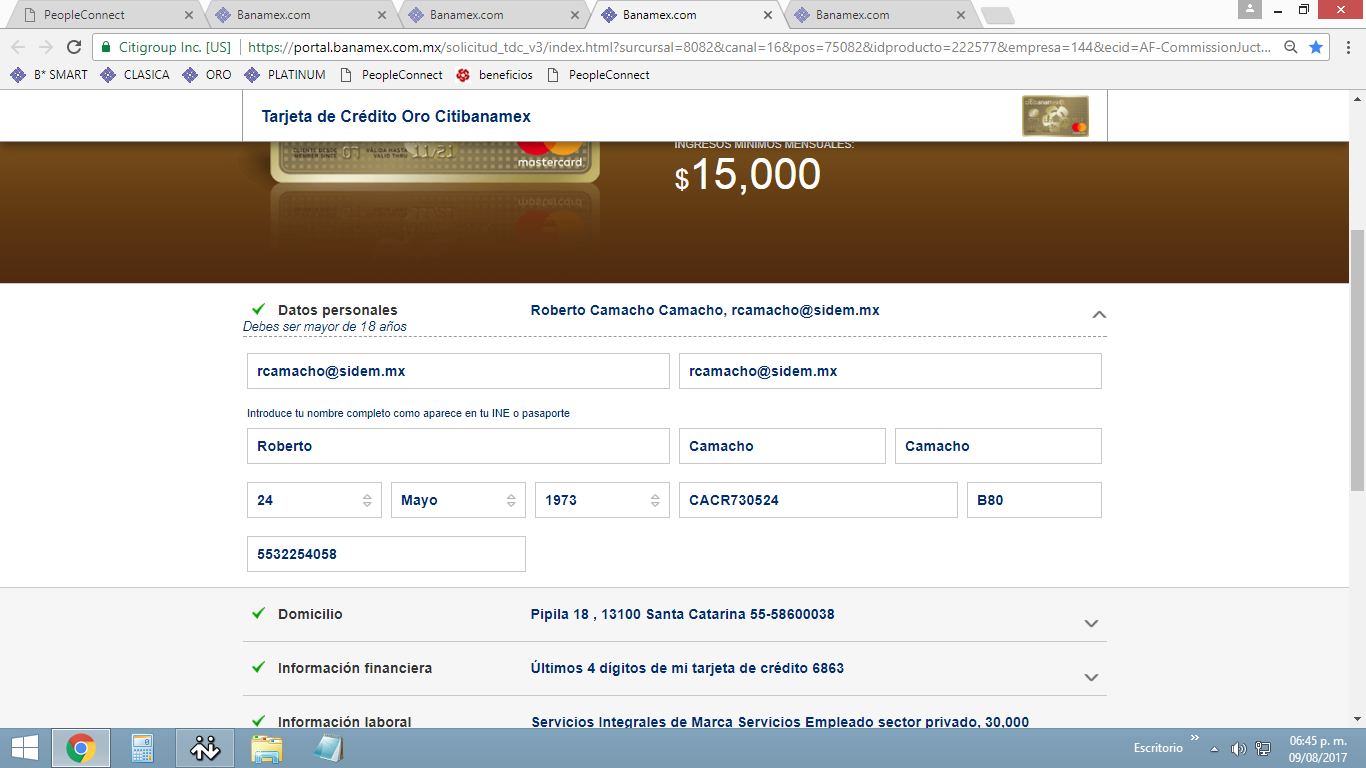 PeopleConnect Banamex.com Banamex.com Banamex.com Banamex.com
Citigroup Inc. [US] https://portal.banamex.com.mx/solicitud_tdc_v3/index.html?sursursal=8082&canal=16&pos=75082&idproducto=222577&empresa=144&ecid=AF-CommissionJuct...
B* SMART CLASICA ORO PLATINUM PeopleConnect beneficios PeopleConnect
Tarjeta de Crédito Oro Citibanamex
INGRESOS MÍNIMOS MENSUALES:
CLIENTE DESDE MEMBER SINCE 07 VÁLIDA HASTA VALID THRU 11/21
mastercard.
$15,000
Datos personales Roberto Camacho Camacho, rcamacho@sidem.mx
Debes ser mayor de 18 años
rcamacho@sidem.mx rcamacho@sidem.mx
Introduce tu nombre completo como aparece en tu INE o pasaporte
Roberto Camacho Camacho
24 Mayo 1973 CACR730524 B80
5532254058
Domicilio Pipila 18 , 13100 Santa Catarina 55-58600038
Información financiera Últimos 4 dígitos de mi tarjeta de crédito 6863
Información laboral Servicios Integrales de Marca Servicios Empleado sector privado, 30,000
Escritorio 06:45 p. m.
09/08/2017